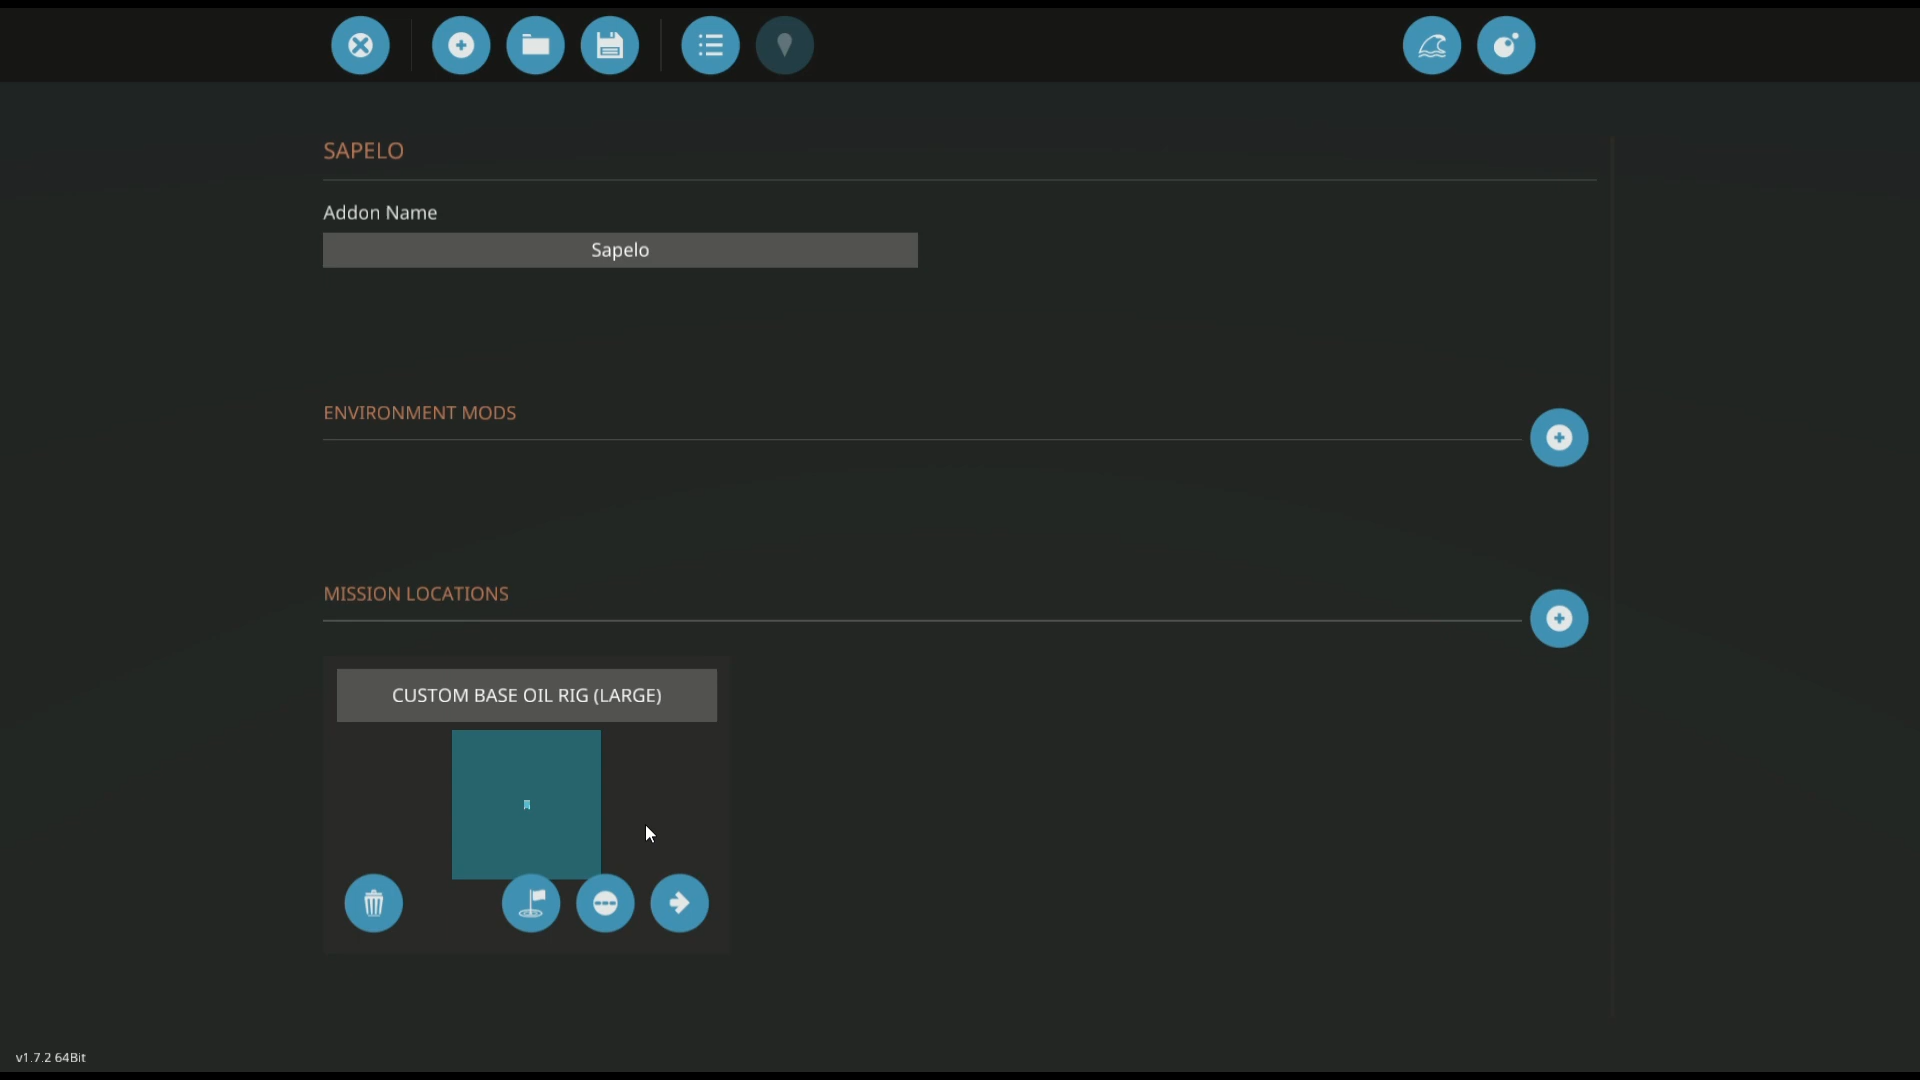 SAPELO
Addon Name
Sapelo
ENVIRONMENT MODS
MISSION LOCATIONS
CUSTOM BASE OIL RIG (LARGE)
v1.7.2 64Bit